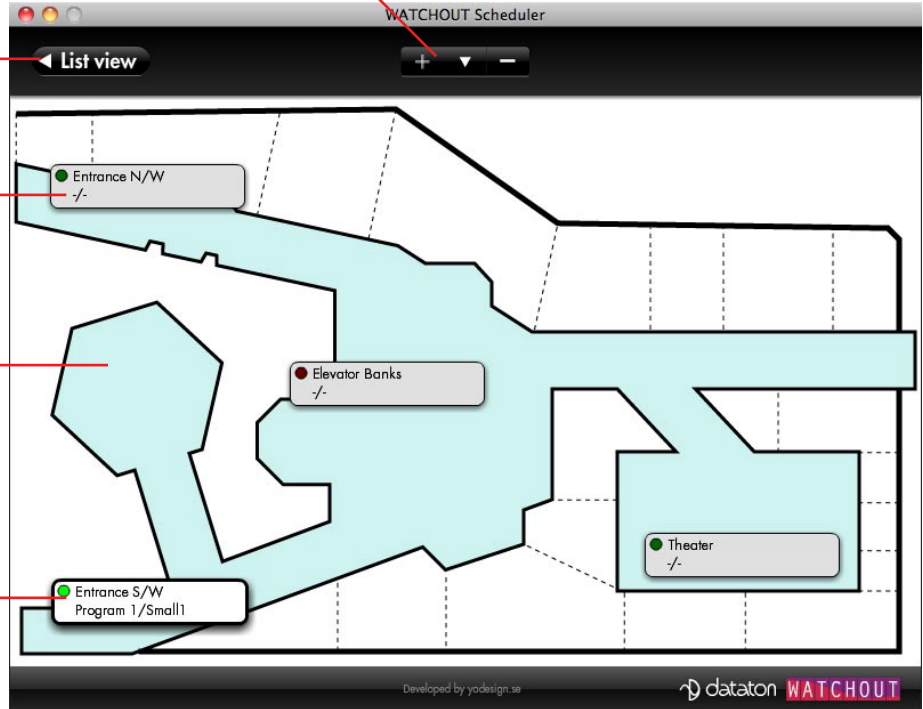 WATCHOUT Scheduler
List view
Entrance N/W
-/-
Elevator Banks
-/-
Theater
-/-
Entrance S/W
Program 1/Small1
Developed by yodesign.se
dataton WATCHOUT